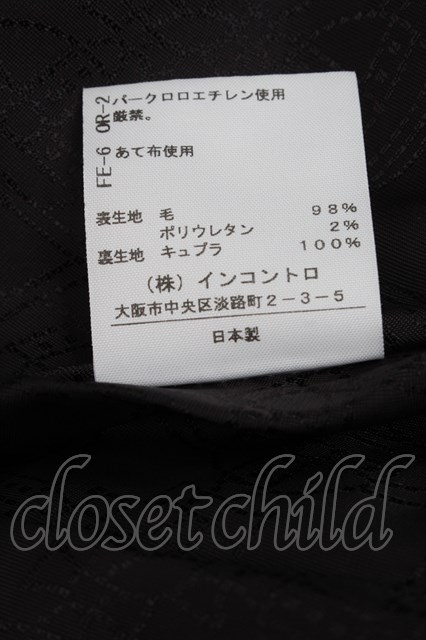 OR-2 パークロロエチレン使用
厳禁。
FE-6 あて布使用
表生地 毛 98%
ポリウレタン 2%
裏生地 キュプラ 100%
(株) インコントロ
大阪市中央区淡路町2-3-5
日本製
closetchild